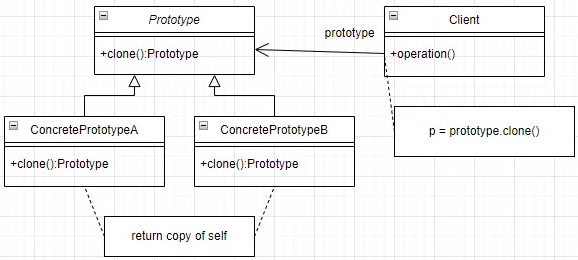 Prototype
+clone():Prototype
prototype
Client
+operation()
p = prototype.clone()
ConcretePrototypeA
+clone():Prototype
ConcretePrototypeB
+clone():Prototype
return copy of self